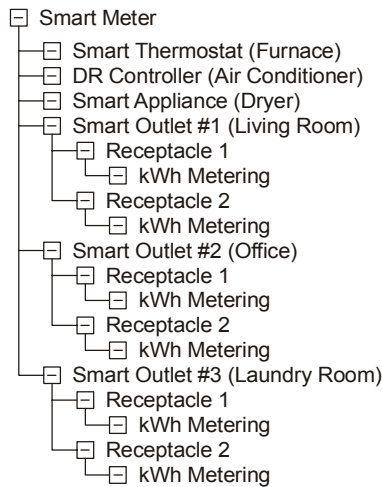 Smart Meter
Smart Thermostat (Furnace)
DR Controller (Air Conditioner)
Smart Appliance (Dryer)
Smart Outlet #1 (Living Room)
Receptacle 1
kWh Metering
Receptacle 2
kWh Metering
Smart Outlet #2 (Office)
Receptacle 1
kWh Metering
Receptacle 2
kWh Metering
Smart Outlet #3 (Laundry Room)
Receptacle 1
kWh Metering
Receptacle 2
kWh Metering